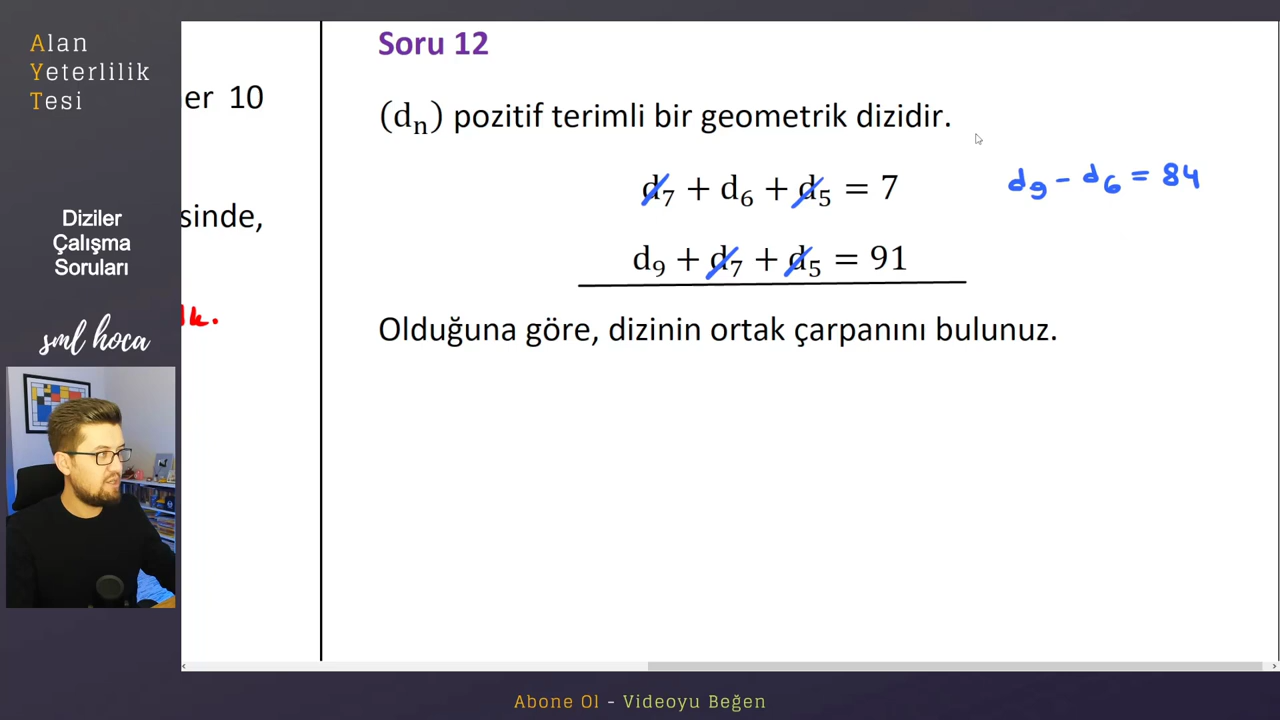 Alan
Yeterlilik
Tesi
Diziler
Çalışma
Soruları
sml hoca
er 10
sinde,
lk.
Soru 12
(dₙ) pozitif terimli bir geometrik dizidir.
d₇ + d₆ + d₅ = 7
d₉ - d₆ = 84
d₉ + d₇ + d₅ = 91
Olduğuna göre, dizinin ortak çarpanını bulunuz.
Abone Ol - Videoyu Beğen